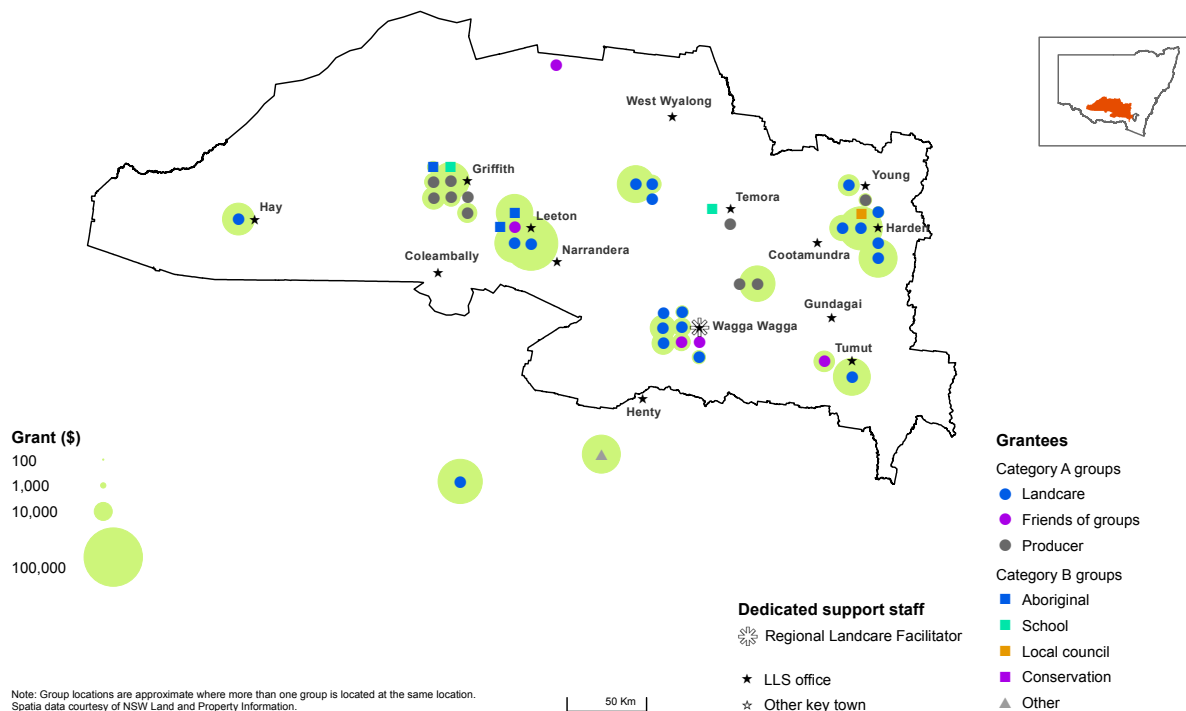 West Wyalong
Griffith
Young
Temora
Hay
Leeton
Harden
Narrandera
Cootamundra
Coleambally
Gundagai
Wagga Wagga
Tumut
Henty
Grant ($)
100
1,000
10,000
100,000
Grantees
Category A groups
Landcare
Friends of groups
Producer
Category B groups
Aboriginal
School
Local council
Conservation
Other
Dedicated support staff
Regional Landcare Facilitator
LLS office
Other key town
Note: Group locations are approximate where more than one group is located at the same location.
Spatia data courtesy of NSW Land and Property Information.
50 Km